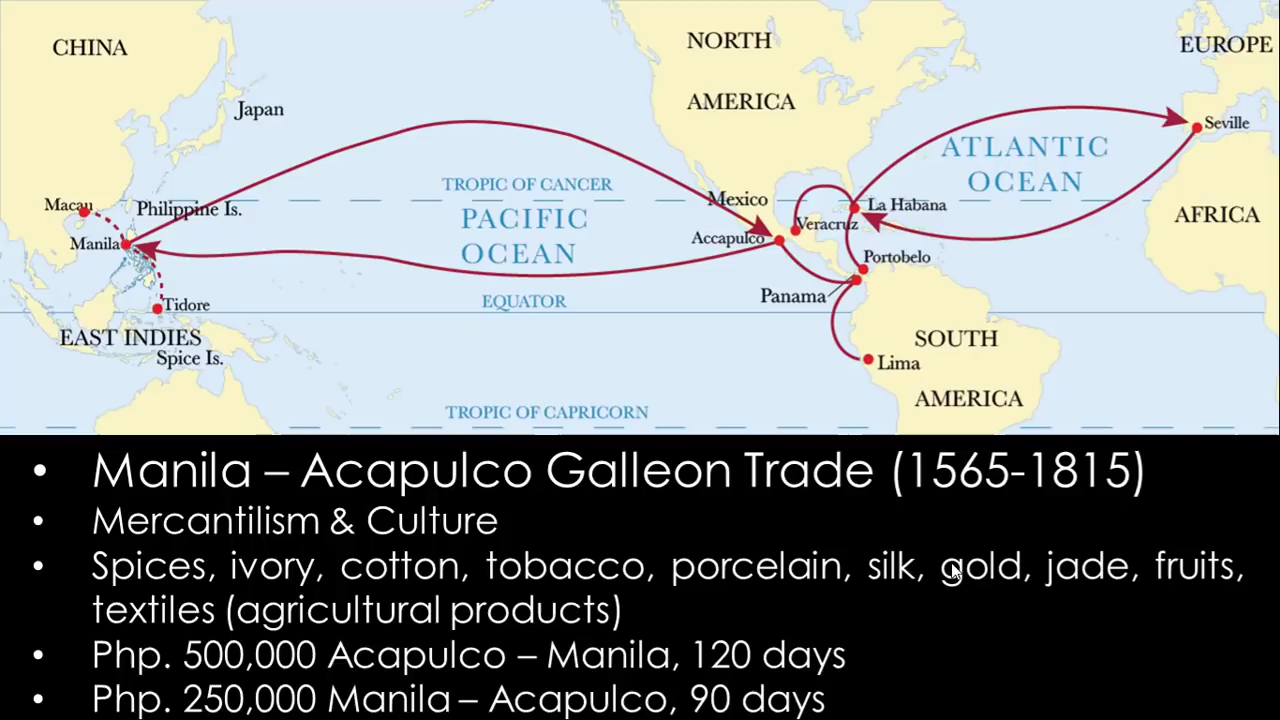 CHINA
NORTH
AMERICA
EUROPE
Japan
Seville
ATLANTIC
OCEAN
TROPIC OF CANCER
Macau
Philippine Is.
PACIFIC
OCEAN
Mexico
La Habana
AFRICA
Manila
Accapulco
Veracruz
Portobelo
Panama
EQUATOR
Tidore
EAST INDIES
Spice Is.
SOUTH
AMERICA
Lima
TROPIC OF CAPRICORN
• Manila – Acapulco Galleon Trade (1565-1815)
• Mercantilism & Culture
• Spices, ivory, cotton, tobacco, porcelain, silk, gold, jade, fruits,
textiles (agricultural products)
• Php. 500,000 Acapulco – Manila, 120 days
• Php. 250,000 Manila – Acapulco, 90 days